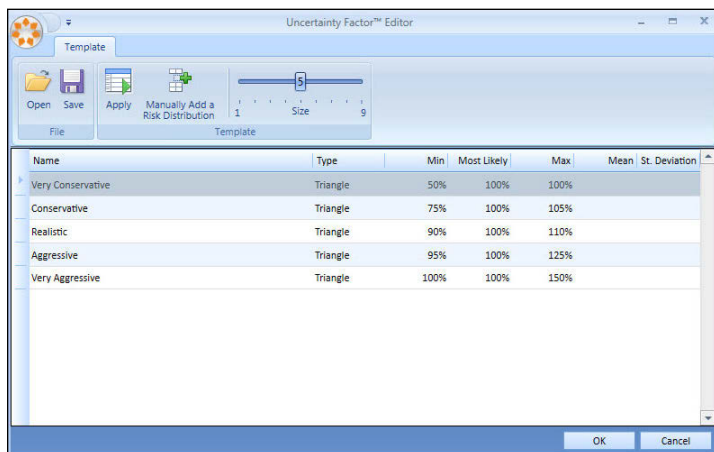 Uncertainty Factor™ Editor
Template
Open Save Apply Manually Add a
Risk Distribution
5
1 Size 9
File Template
Name Type Min Most Likely Max Mean St. Deviation
Very Conservative Triangle 50% 100% 100%
Conservative Triangle 75% 100% 105%
Realistic Triangle 90% 100% 110%
Aggressive Triangle 95% 100% 125%
Very Aggressive Triangle 100% 100% 150%
OK Cancel